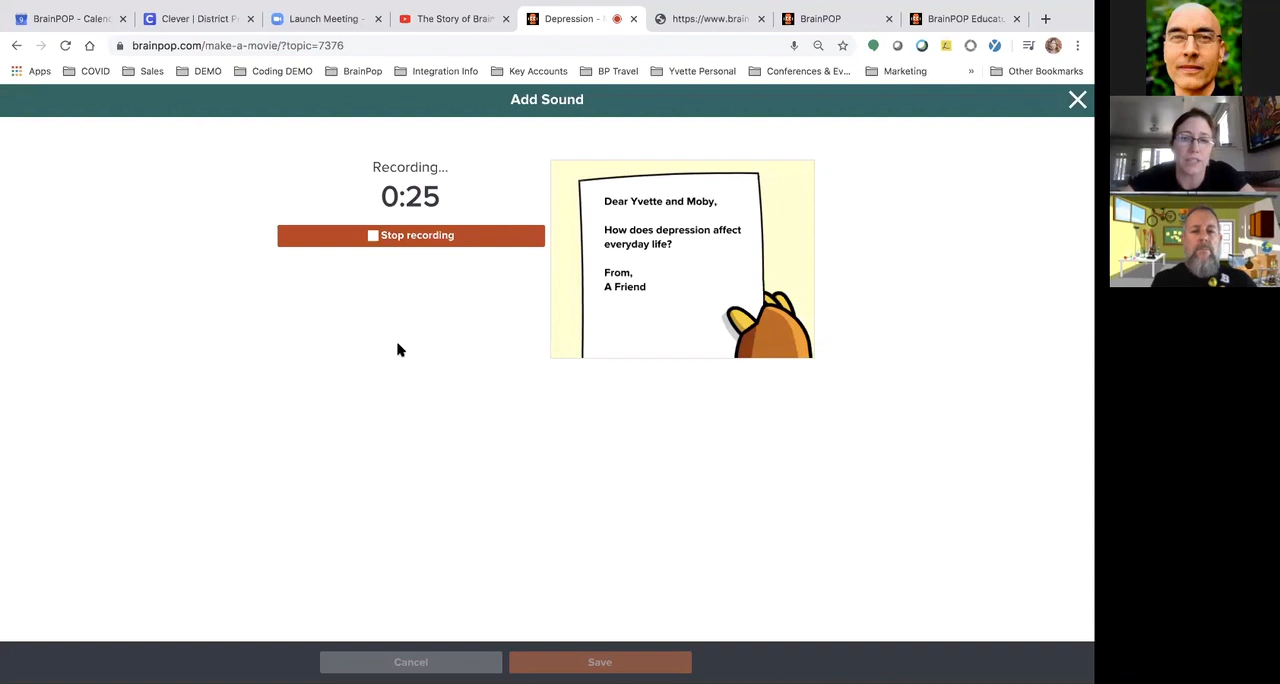 BrainPOP - Calenc
Clever | District P
Launch Meeting -
The Story of Brain
Depression -
https://www.brain
BrainPOP
BrainPOP Educat
brainpop.com/make-a-movie/?topic=7376
Apps
COVID
Sales
DEMO
Coding DEMO
BrainPop
Integration Info
Key Accounts
BP Travel
Yvette Personal
Conferences & Ev...
Marketing
»
Other Bookmarks
Add Sound
Recording...
0:25
Stop recording
Dear Yvette and Moby,
How does depression affect
everyday life?
From,
A Friend
Cancel
Save